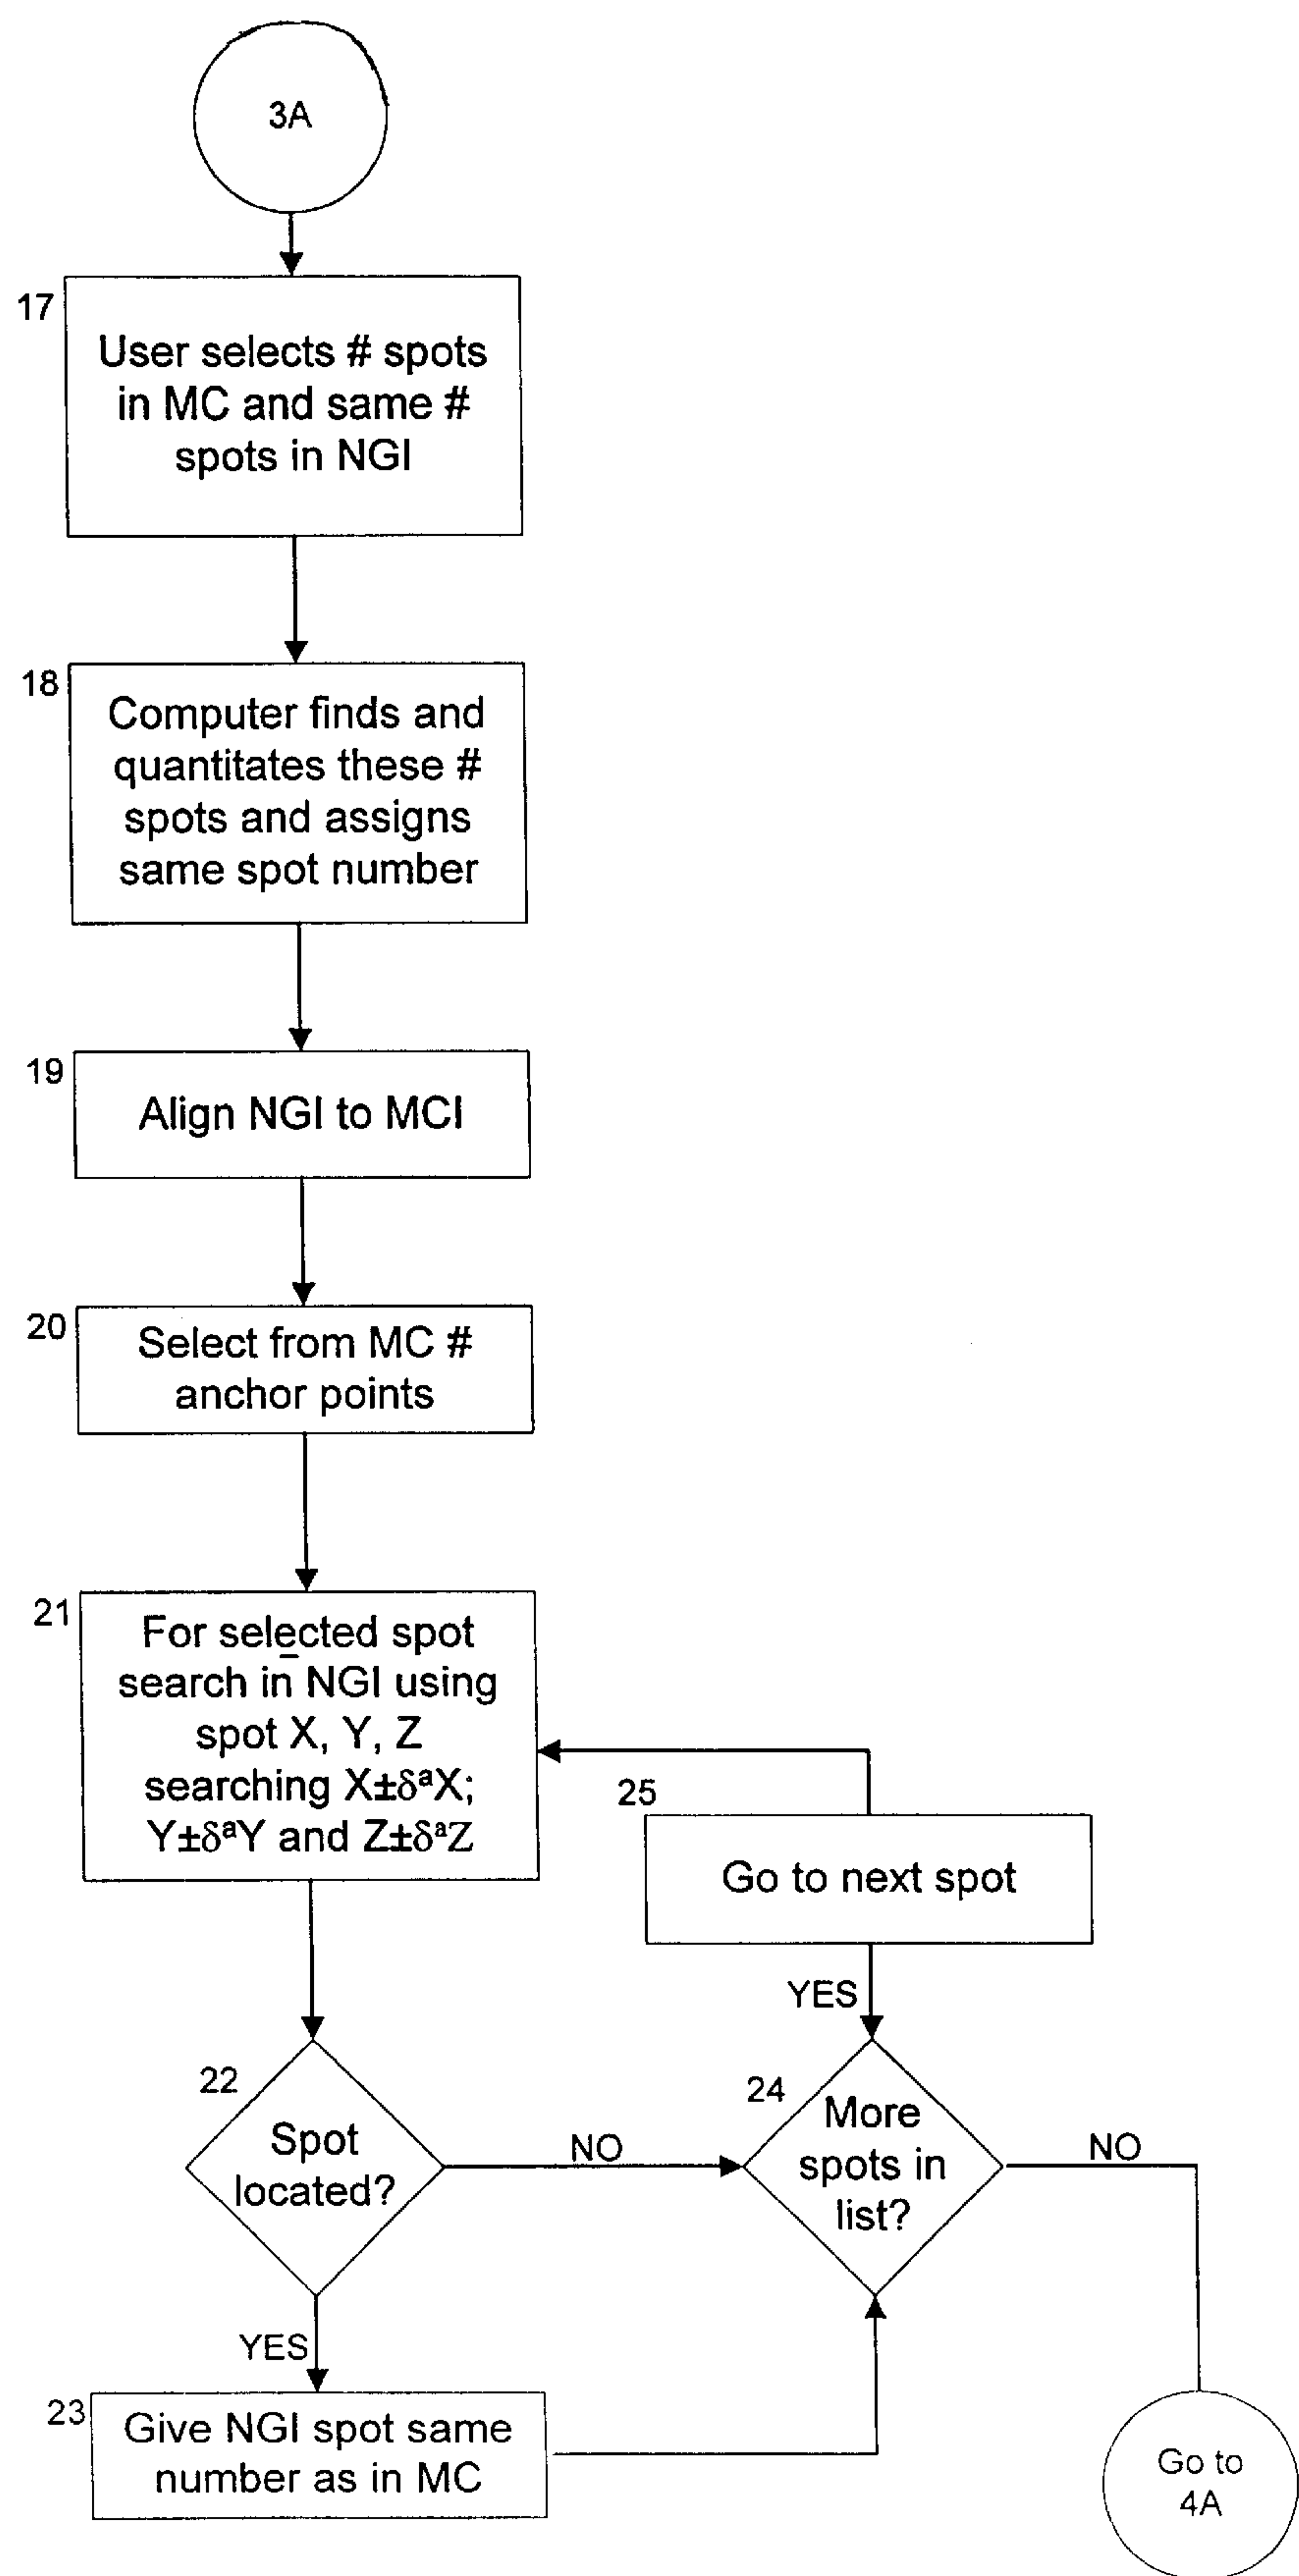 3A
17
User selects # spots
in MC and same #
spots in NGI
18
Computer finds and
quantitates these #
spots and assigns
same spot number
19
Align NGI to MCI
20
Select from MC #
anchor points
21
For selected spot
search in NGI using
spot X, Y, Z
searching X±δᵃX;
Y±δᵃY and Z±δᵃZ
25
Go to next spot
YES
22
Spot
located?
NO
24
More
spots in
list?
NO
YES
23
Give NGI spot same
number as in MC
Go to
4A